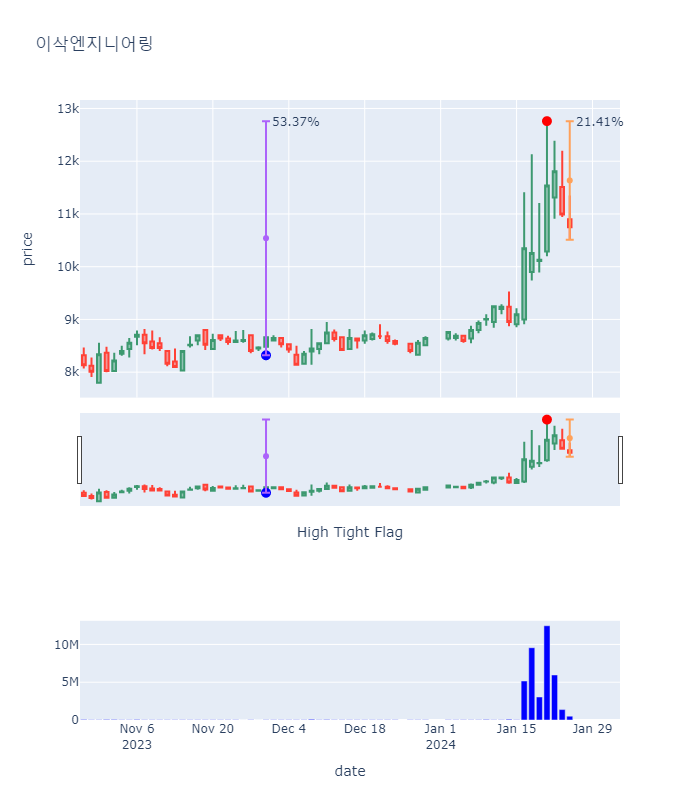 이삭엔지니어링
13k
12k
11k
10k
9k
8k
price
53.37%
21.41%
High Tight Flag
10M
5M
0
Nov 6
2023
Nov 20
Dec 4
Dec 18
Jan 1
2024
Jan 15
Jan 29
date